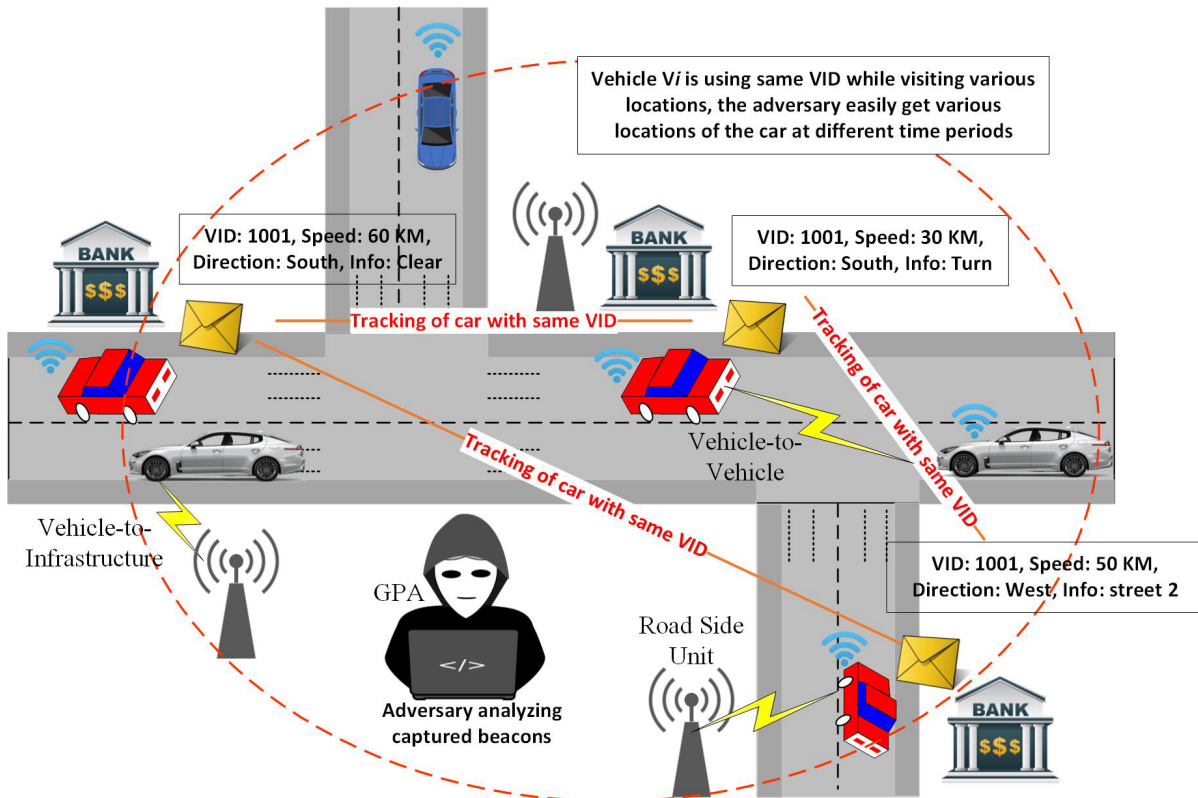 Vehicle Vi is using same VID while visiting various
locations, the adversary easily get various
locations of the car at different time periods
BANK
$$$
VID: 1001, Speed: 60 KM,
Direction: South, Info: Clear
BANK
$$$
VID: 1001, Speed: 30 KM,
Direction: South, Info: Turn
Tracking of car with same VID
Tracking of car with same VID
Tracking of car with same VID
Vehicle-to-
Vehicle
Vehicle-to-
Infrastructure
GPA
</>
Adversary analyzing
captured beacons
VID: 1001, Speed: 50 KM,
Direction: West, Info: street 2
Road Side
Unit
BANK
$$$